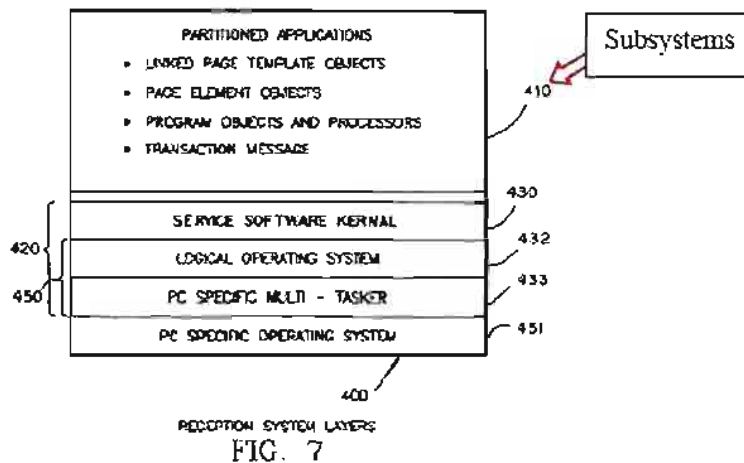 PARTITIONED APPLICATIONS
• LINKED PAGE TEMPLATE OBJECTS
• PAGE ELEMENT OBJECTS
• PROGRAM OBJECTS AND PROCESSORS
• TRANSACTION MESSAGE
Subsystems
410
SERVICE SOFTWARE KERNAL
430
420
LOGICAL OPERATING SYSTEM
432
450
PC SPECIFIC MULTI - TASKER
433
PC SPECIFIC OPERATING SYSTEM
451
400
RECEPTION SYSTEM LAYERS
FIG. 7